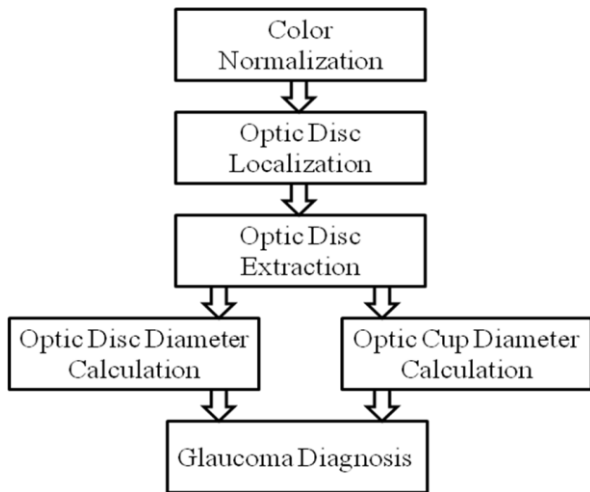 Color
Normalization
Optic Disc
Localization
Optic Disc
Extraction
Optic Disc Diameter
Calculation
Optic Cup Diameter
Calculation
Glaucoma Diagnosis